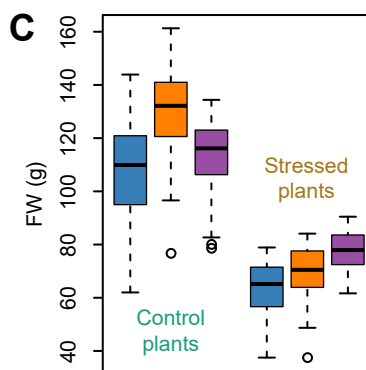 C
FW (g)
160
140
120
100
80
60
40
Stressed
plants
Control
plants